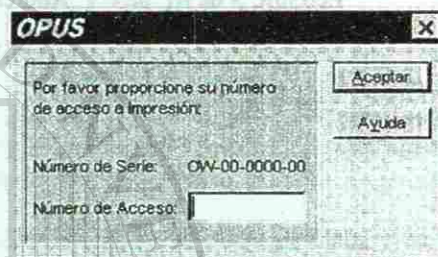 OPUS
Por favor proporcione su número
de acceso a impresión:
Aceptar
Ayuda
Número de Serie: OW-00-0000-00
Número de Acceso: